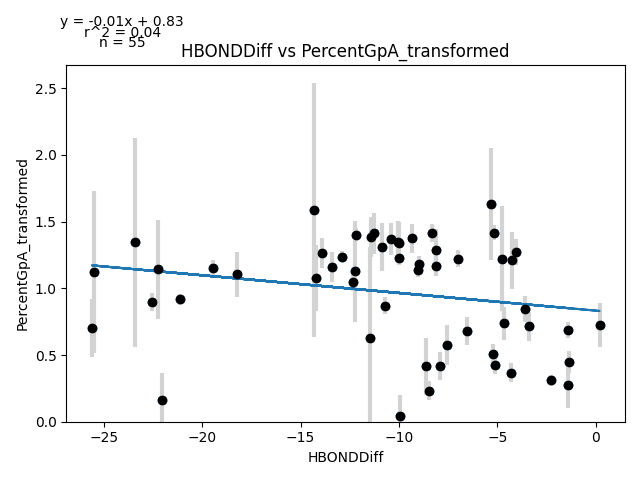 y = -0.01x + 0.83
r^2 = 0.04
n = 55
HBONDDiff vs PercentGpA_transformed
PercentGpA_transformed
2.5
2.0
1.5
1.0
0.5
0.0
−25
−20
−15
−10
−5
0
HBONDDiff